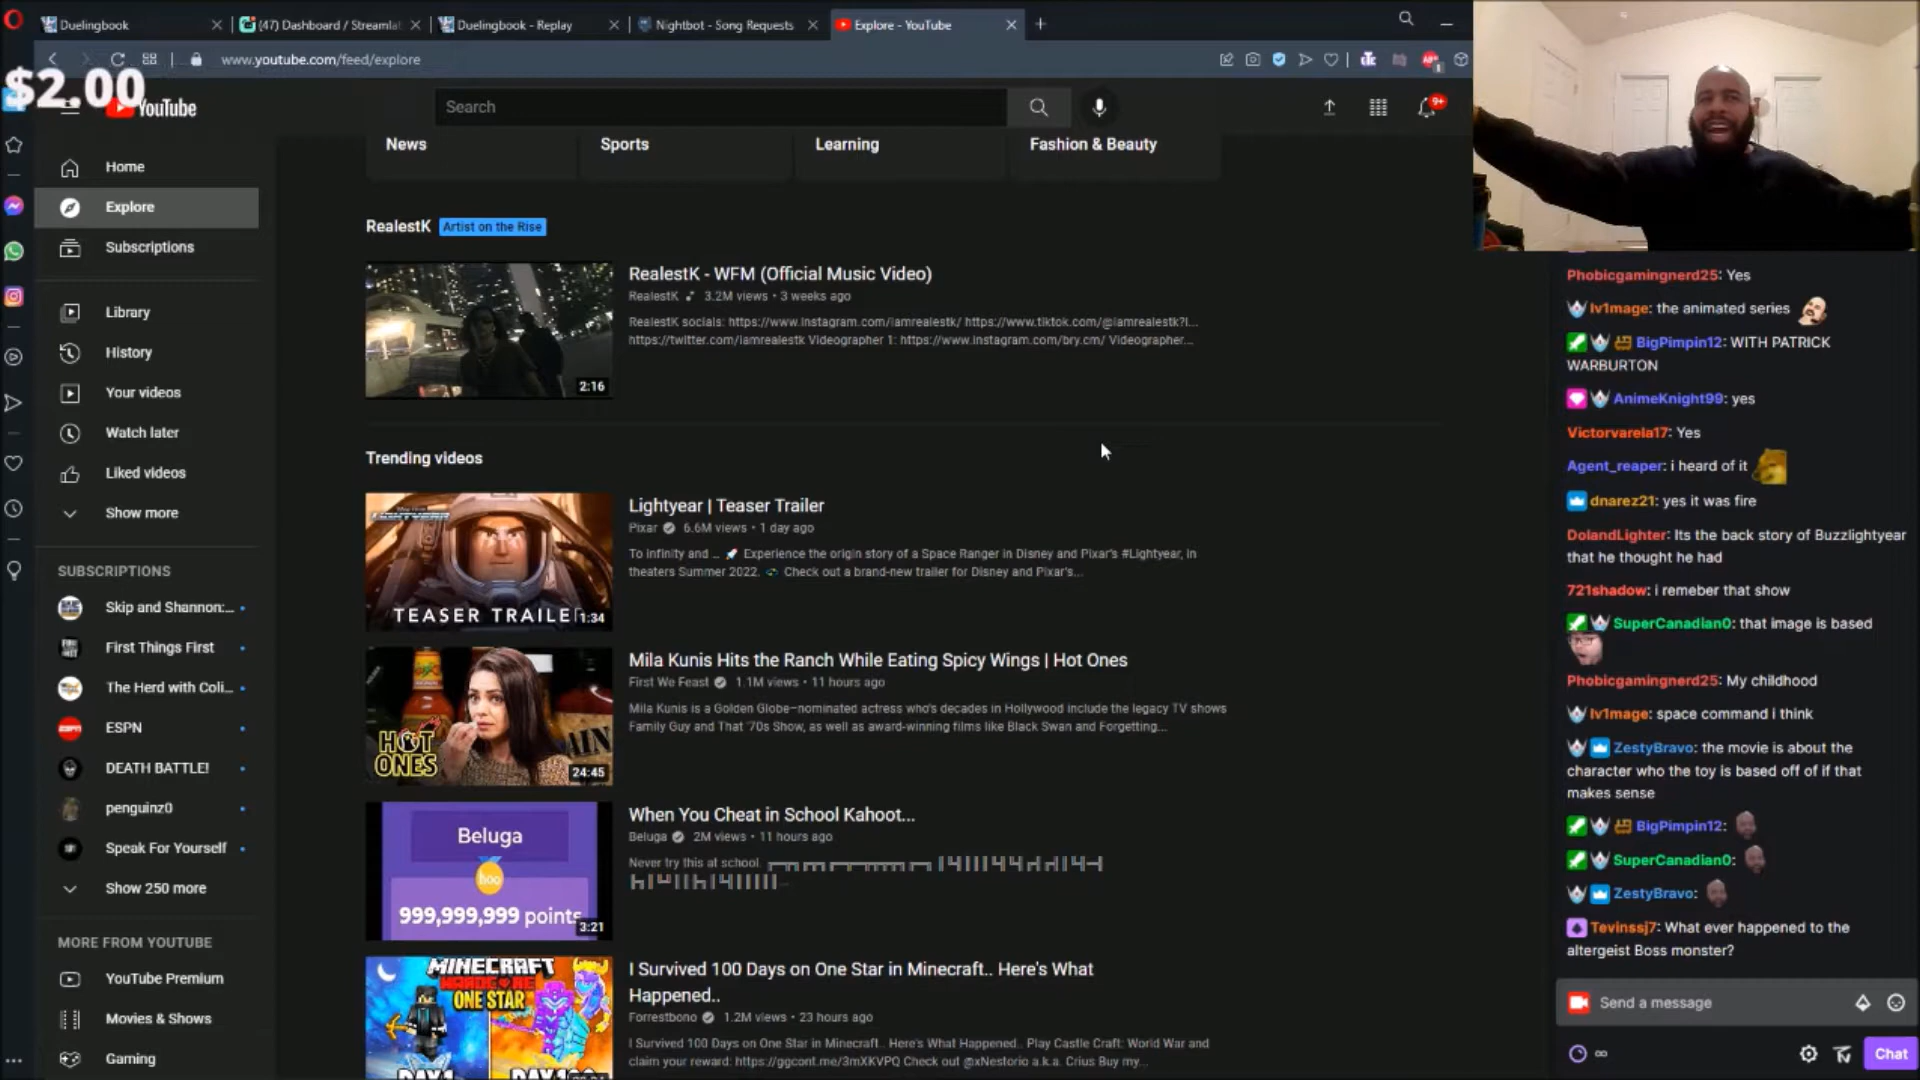 Duelingbook
(47) Dashboard / Streamlat
Duelingbook - Replay
Nightbot - Song Requests
Explore - YouTube
www.youtube.com/feed/explore
$2.00
YouTube
Search
9+
Home
Explore
Subscriptions
Library
History
Your videos
Watch later
Liked videos
Show more
SUBSCRIPTIONS
Skip and Shannon:...
First Things First
The Herd with Coli...
ESPN
DEATH BATTLE!
penguinz0
Speak For Yourself
Show 250 more
MORE FROM YOUTUBE
YouTube Premium
Movies & Shows
Gaming
News
Sports
Learning
Fashion & Beauty
RealestK Artist on the Rise
2:16
RealestK - WFM (Official Music Video)
RealestK 3.2M views • 3 weeks ago
RealestK socials: https://www.instagram.com/iamrealestk/ https://www.tiktok.com/@iamrealestk?l...
https://twitter.com/iamrealestk Videographer 1: https://www.instagram.com/bry.cm/ Videographer...
Trending videos
LIGHTYEAR
TEASER TRAILER
1:34
Lightyear | Teaser Trailer
Pixar 6.6M views • 1 day ago
To infinity and ... 🚀 Experience the origin story of a Space Ranger in Disney and Pixar's #Lightyear, in
theaters Summer 2022. Check out a brand-new trailer for Disney and Pixar's...
HOT
ONES
24:45
Mila Kunis Hits the Ranch While Eating Spicy Wings | Hot Ones
First We Feast 1.1M views • 11 hours ago
Mila Kunis is a Golden Globe–nominated actress who's decades in Hollywood include the legacy TV shows
Family Guy and That '70s Show, as well as award-winning films like Black Swan and Forgetting...
Beluga
boo
999,999,999 points
3:21
When You Cheat in School Kahoot...
Beluga 2M views • 11 hours ago
Never try this at school
MINECRAFT
HARDCORE
ONE STAR
DAY 1
I Survived 100 Days on One Star in Minecraft.. Here's What
Happened..
Forrestbono 1.2M views • 23 hours ago
I Survived 100 Days on One Star in Minecraft.. Here's What Happened.. Play Castle Craft: World War and
claim your reward: https://ggcont.me/3mXKVPQ Check out @xNestorio a.k.a. Crius Buy my...
Phobicgamingnerd25: Yes
lv1mage: the animated series
BigPimpin12: WITH PATRICK
WARBURTON
AnimeKnight99: yes
Victorvarela17: Yes
Agent_reaper: i heard of it
dnarez21: yes it was fire
DolandLighter: Its the back story of Buzzlightyear
that he thought he had
721shadow: i remeber that show
SuperCanadian0: that image is based
Phobicgamingnerd25: My childhood
lv1mage: space command i think
ZestyBravo: the movie is about the
character who the toy is based off of if that
makes sense
BigPimpin12:
SuperCanadian0:
ZestyBravo:
Tevinssj7: What ever happened to the
altergeist Boss monster?
Send a message
∞
Chat